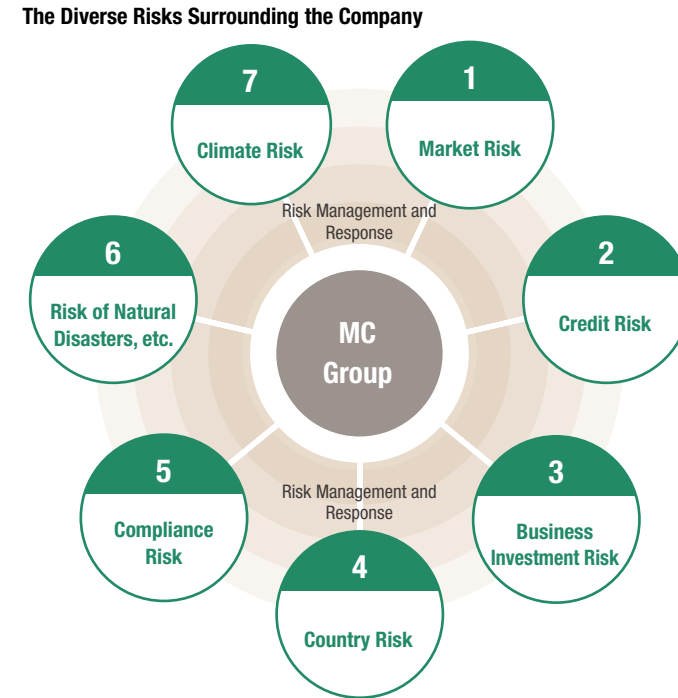 The Diverse Risks Surrounding the Company
7
Climate Risk
1
Market Risk
Risk Management and
Response
6
Risk of Natural
Disasters, etc.
2
Credit Risk
MC
Group
5
Compliance
Risk
Risk Management and
Response
3
Business
Investment Risk
4
Country Risk